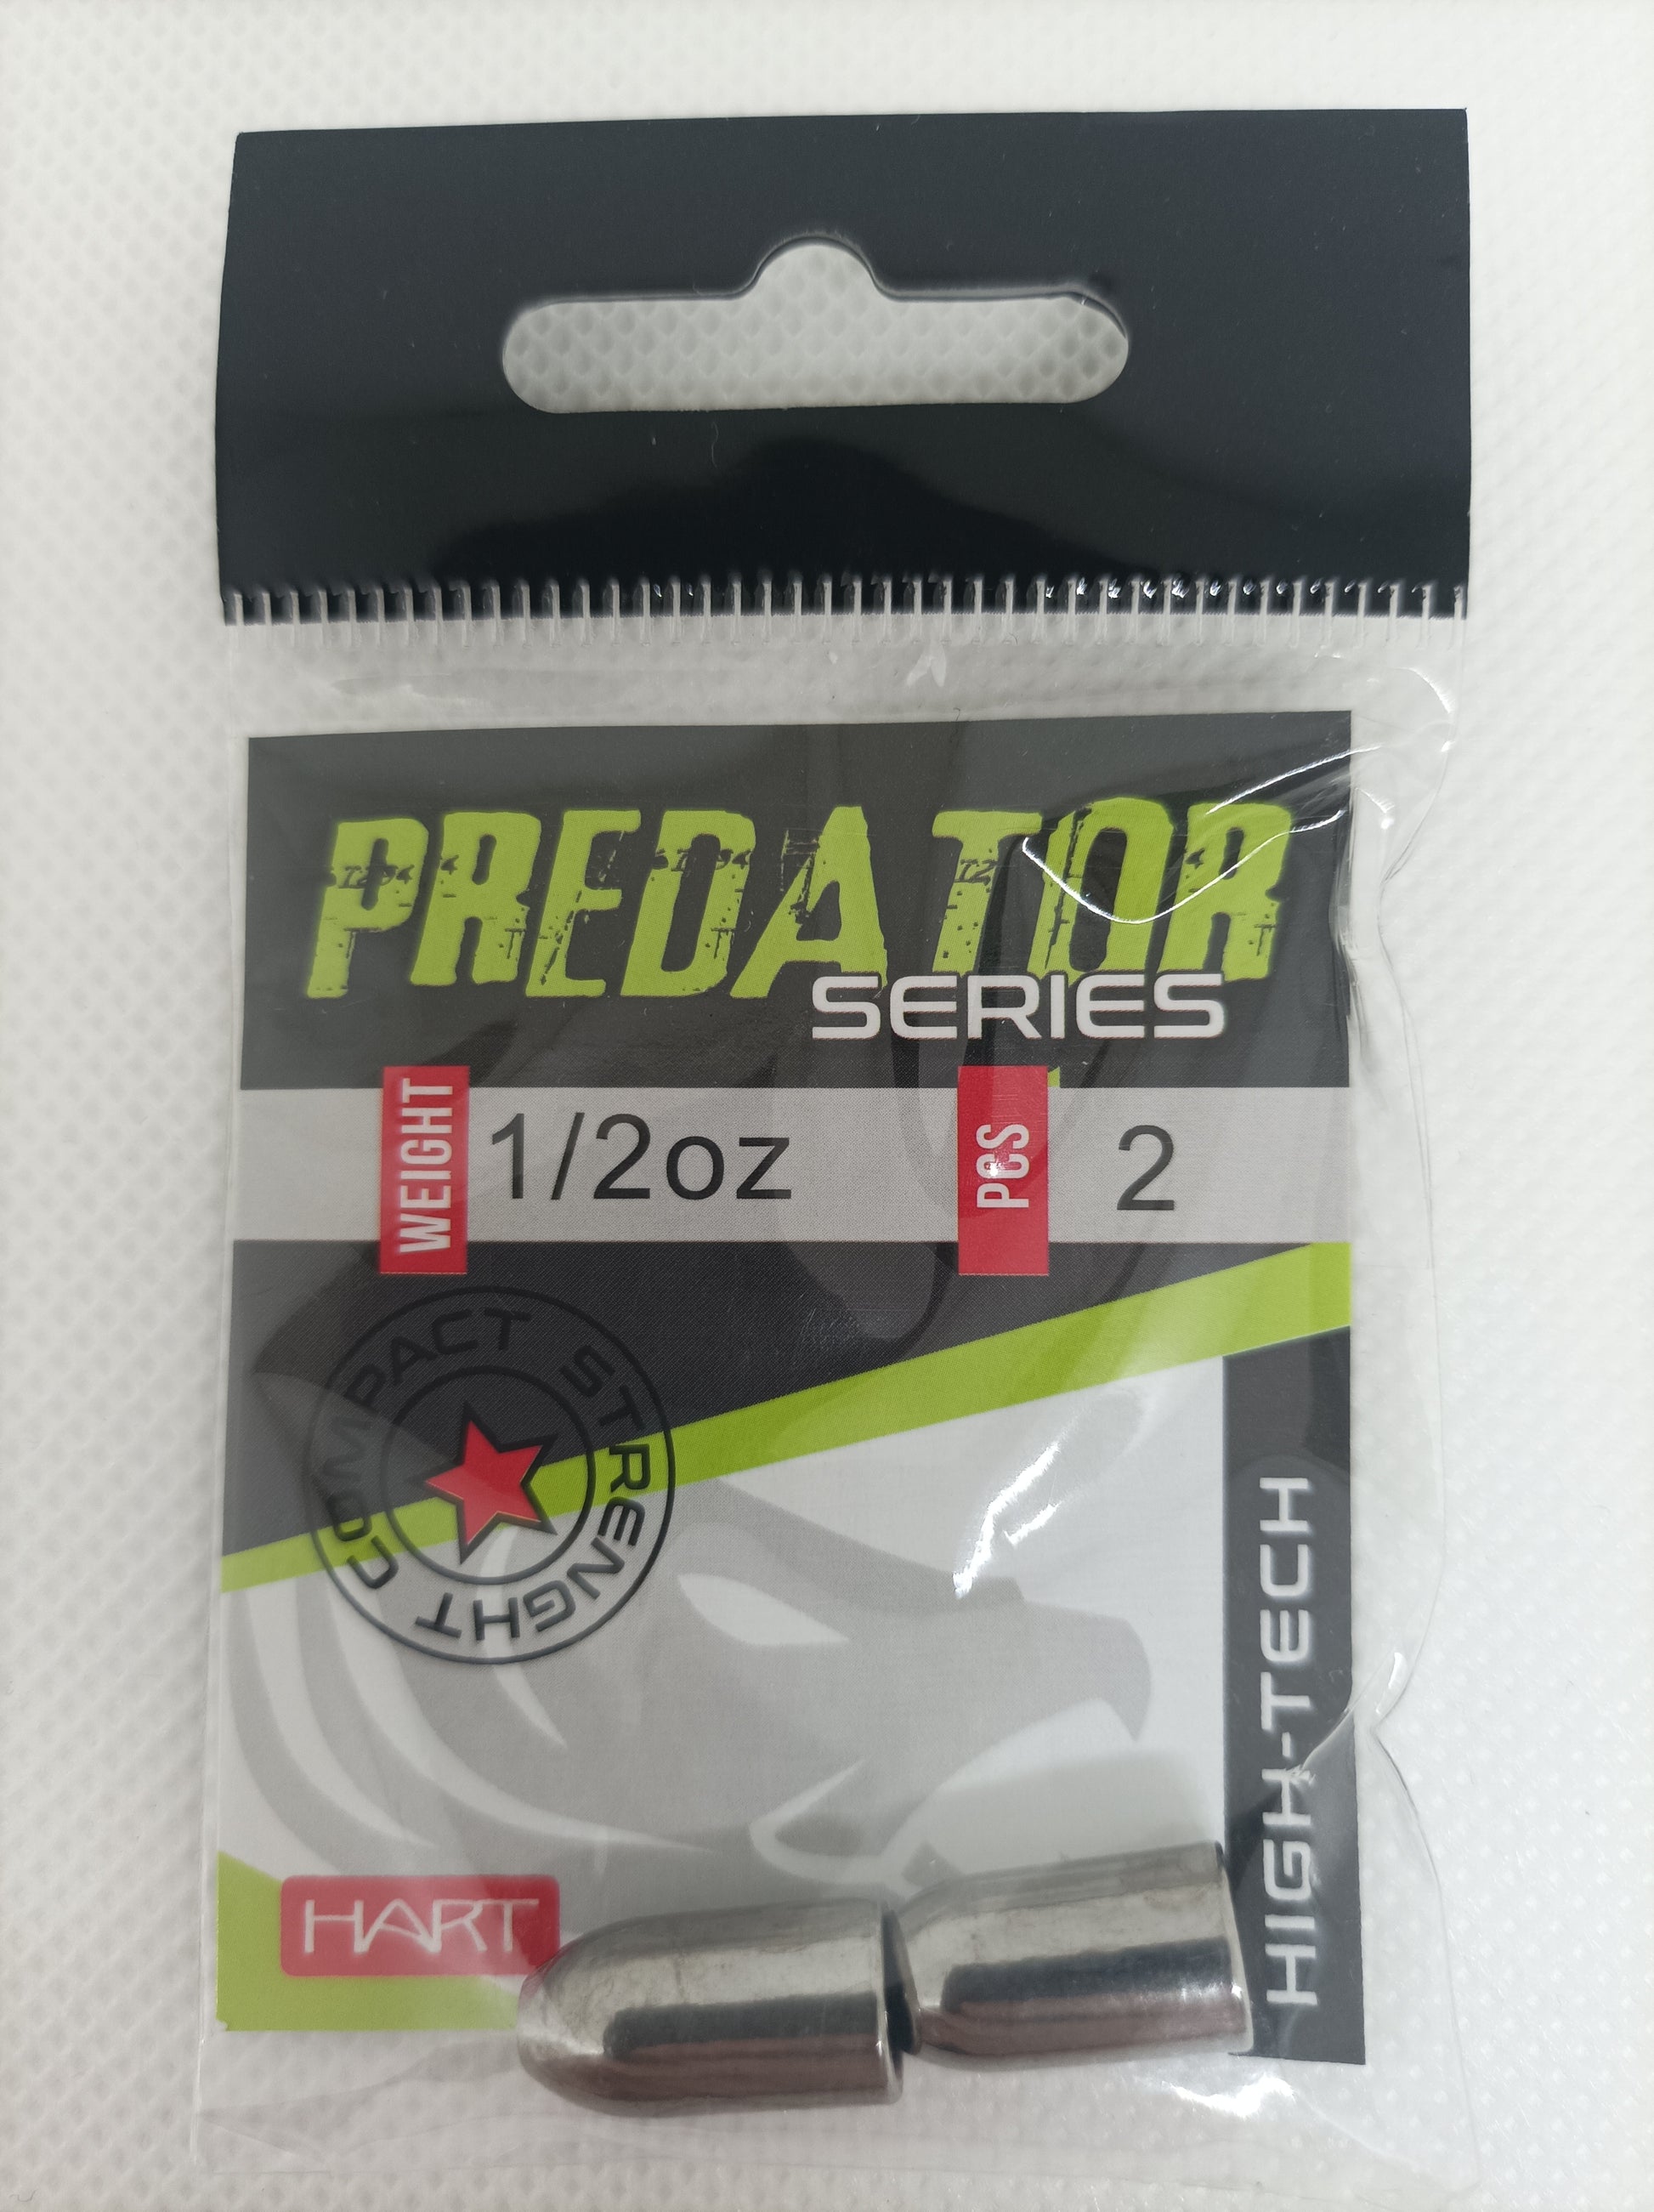 PREDATOR
SERIES
WEIGHT 1/2oz PCS 2
COMPACT STRENGHT
HIGH-TECH
HART